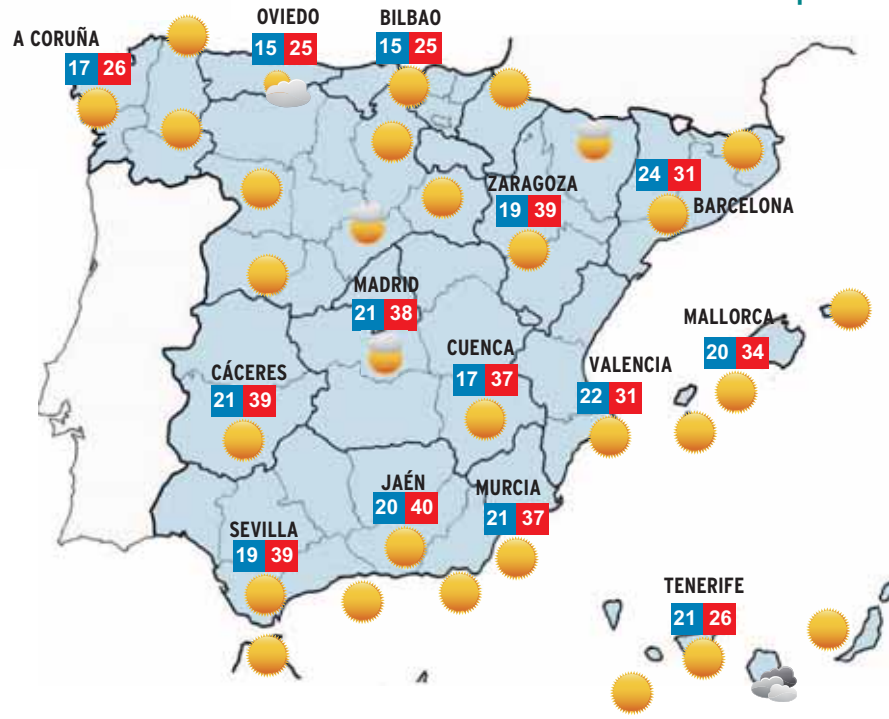 OVIEDO
15 25
BILBAO
15 25
A CORUÑA
17 26
ZARAGOZA
19 39
24 31
BARCELONA
MADRID
21 38
MALLORCA
20 34
CUENCA
17 37
VALENCIA
22 31
CÁCERES
21 39
JAÉN
20 40
MURCIA
21 37
SEVILLA
19 39
TENERIFE
21 26